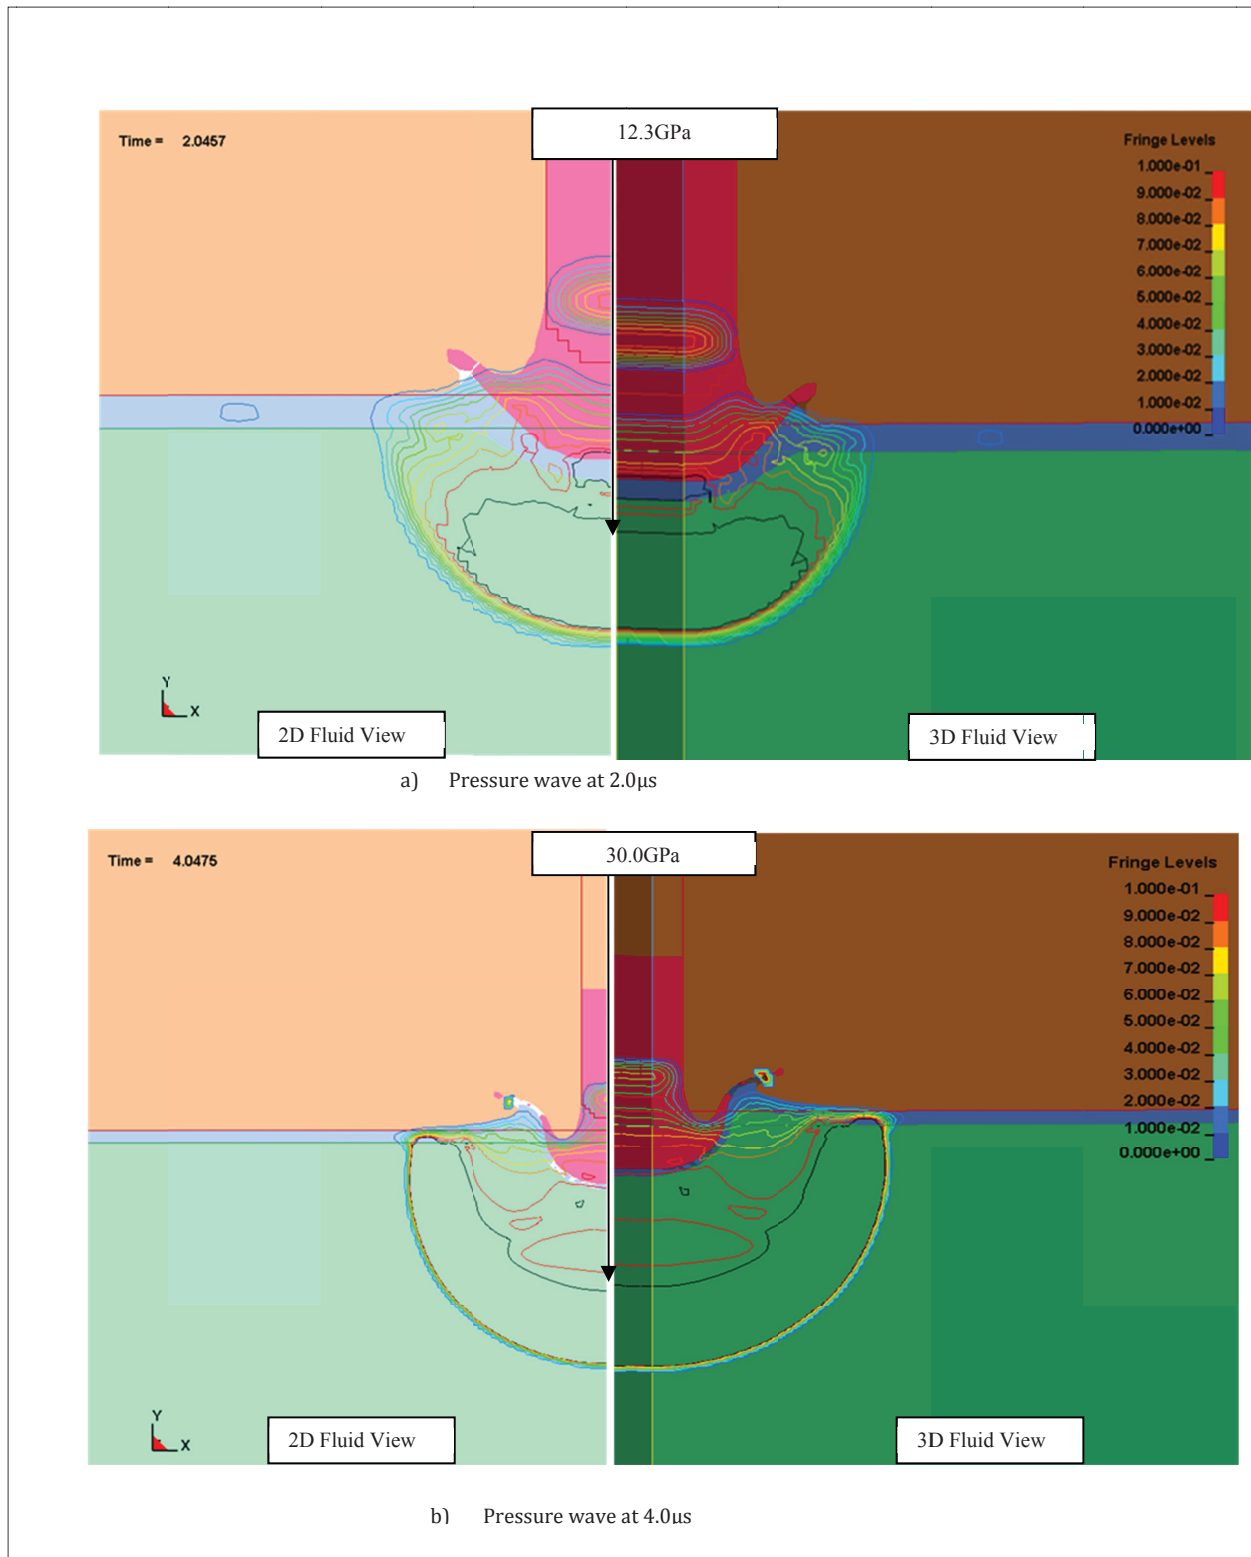 12.3GPa
Time = 2.0457
Fringe Levels
1.000e-01
9.000e-02
8.000e-02
7.000e-02
6.000e-02
5.000e-02
4.000e-02
3.000e-02
2.000e-02
1.000e-02
0.000e+00
Y
X
2D Fluid View
3D Fluid View
a) Pressure wave at 2.0µs
30.0GPa
Time = 4.0475
Fringe Levels
1.000e-01
9.000e-02
8.000e-02
7.000e-02
6.000e-02
5.000e-02
4.000e-02
3.000e-02
2.000e-02
1.000e-02
0.000e+00
Y
X
2D Fluid View
3D Fluid View
b) Pressure wave at 4.0µs